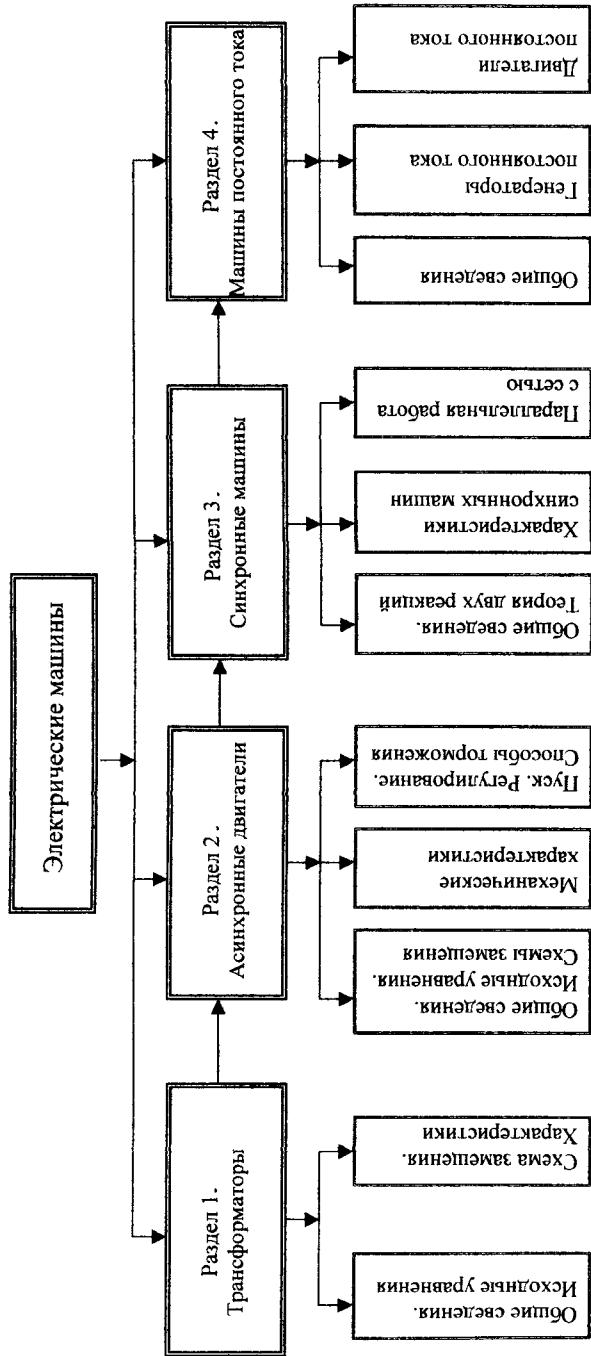 Электрические машины
Раздел 1.
Трансформаторы
Раздел 2.
Асинхронные двигатели
Раздел 3.
Синхронные машины
Раздел 4.
Машины постоянного тока
Общие сведения.
Исходные уравнения
Схема замещения.
Характеристики
Общие сведения.
Исходные уравнения.
Схемы замещения
Механические
характеристики
Пуск. Регулирование.
Способы торможения
Общие сведения.
Теория двух реакций
Характеристики
синхронных машин
Параллельная работа
с сетью
Общие сведения
Генераторы
постоянного тока
Двигатели
постоянного тока